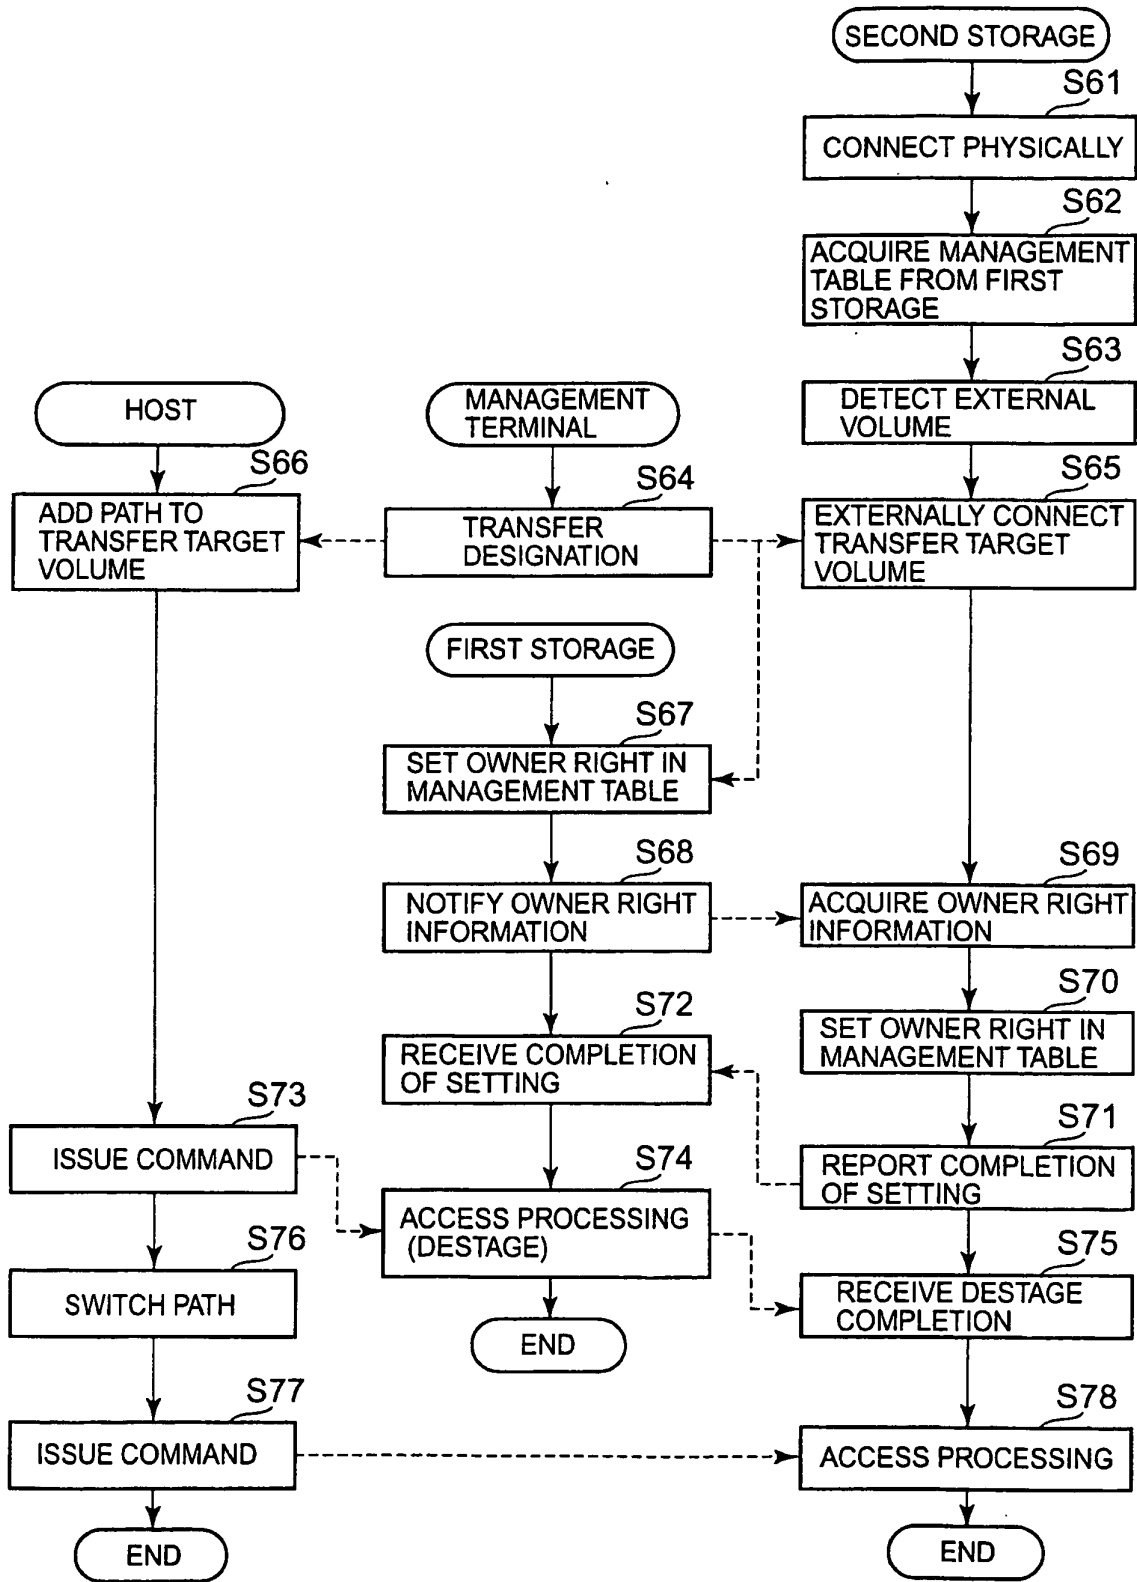 SECOND STORAGE
S61
CONNECT PHYSICALLY
S62
ACQUIRE MANAGEMENT
TABLE FROM FIRST
STORAGE
S63
DETECT EXTERNAL
VOLUME
HOST
MANAGEMENT
TERMINAL
S66
ADD PATH TO
TRANSFER TARGET
VOLUME
S64
TRANSFER
DESIGNATION
S65
EXTERNALLY CONNECT
TRANSFER TARGET
VOLUME
FIRST STORAGE
S67
SET OWNER RIGHT IN
MANAGEMENT TABLE
S68
NOTIFY OWNER RIGHT
INFORMATION
S69
ACQUIRE OWNER RIGHT
INFORMATION
S70
SET OWNER RIGHT IN
MANAGEMENT TABLE
S72
RECEIVE COMPLETION
OF SETTING
S71
REPORT COMPLETION
OF SETTING
S73
ISSUE COMMAND
S74
ACCESS PROCESSING
(DESTAGE)
S75
RECEIVE DESTAGE
COMPLETION
S76
SWITCH PATH
END
S77
ISSUE COMMAND
S78
ACCESS PROCESSING
END
END